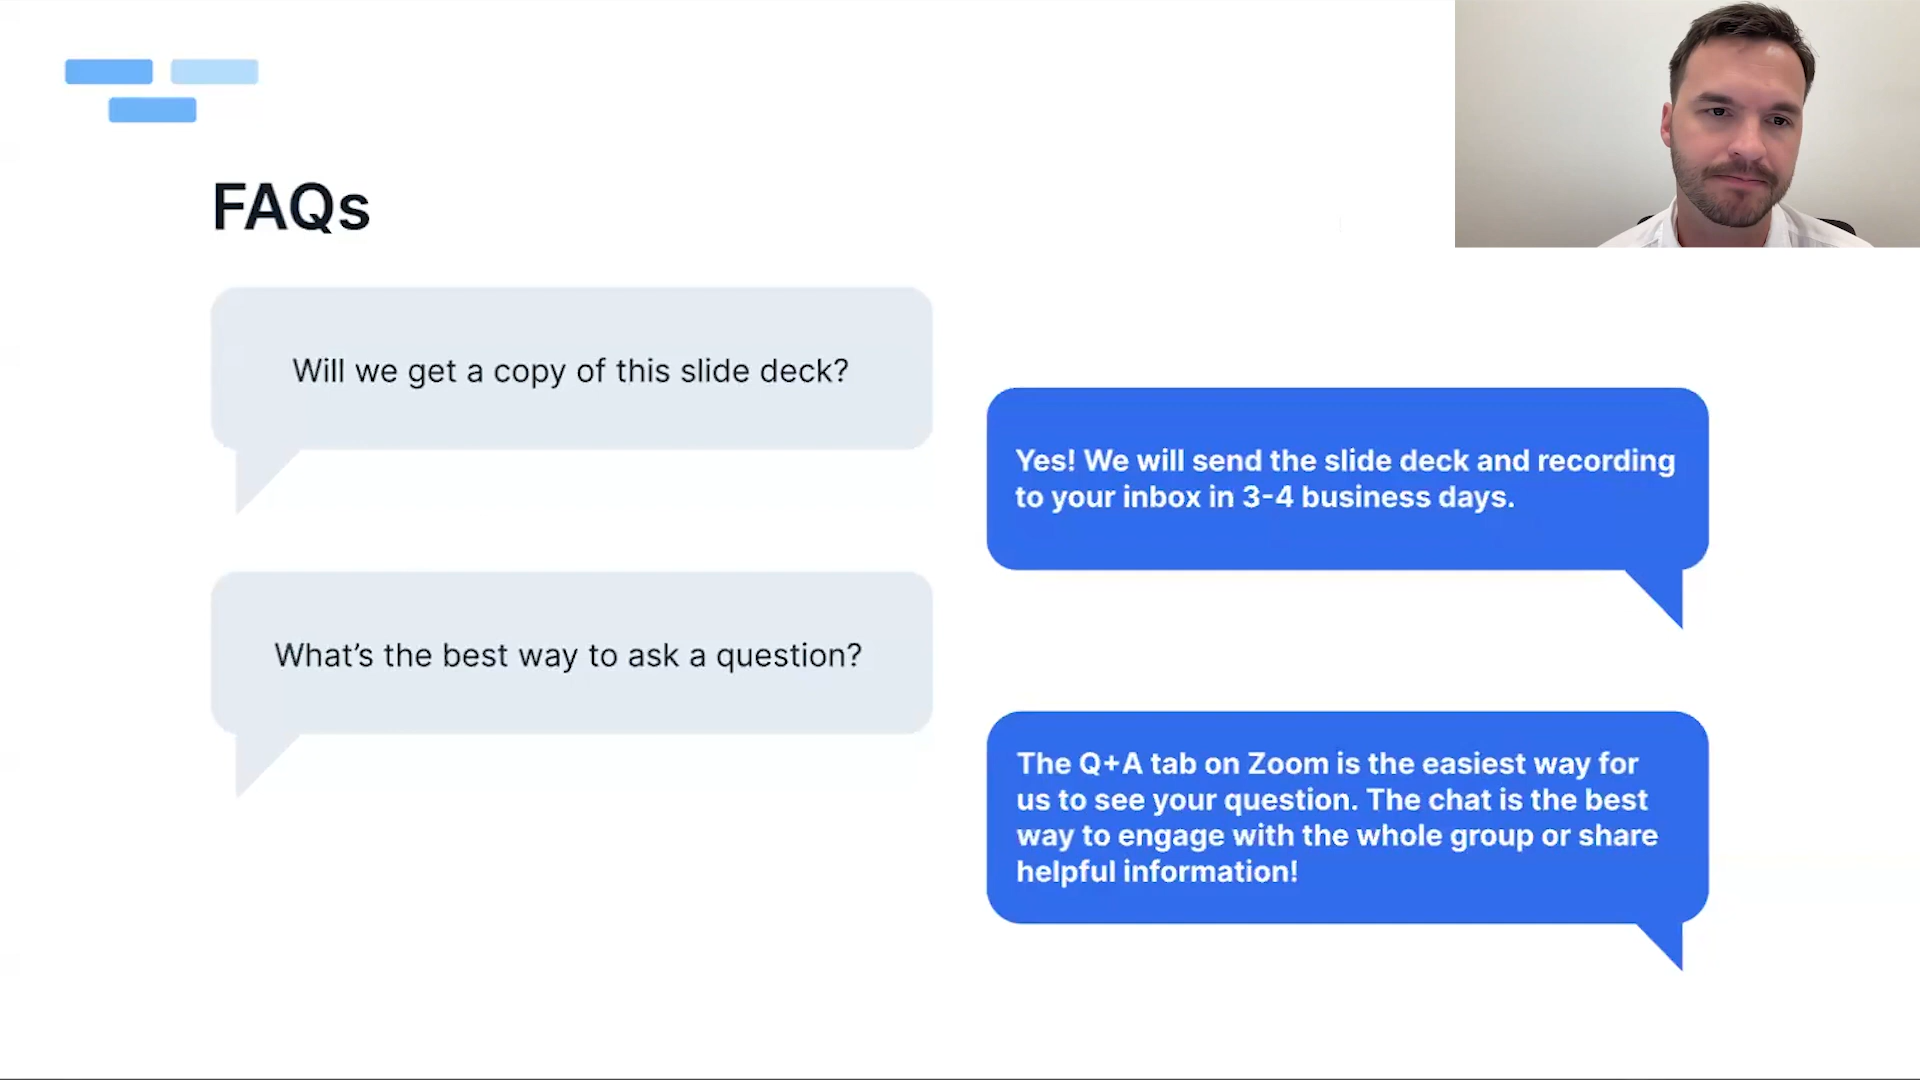 FAQs
Will we get a copy of this slide deck?
Yes! We will send the slide deck and recording
to your inbox in 3-4 business days.
What’s the best way to ask a question?
The Q+A tab on Zoom is the easiest way for
us to see your question. The chat is the best
way to engage with the whole group or share
helpful information!